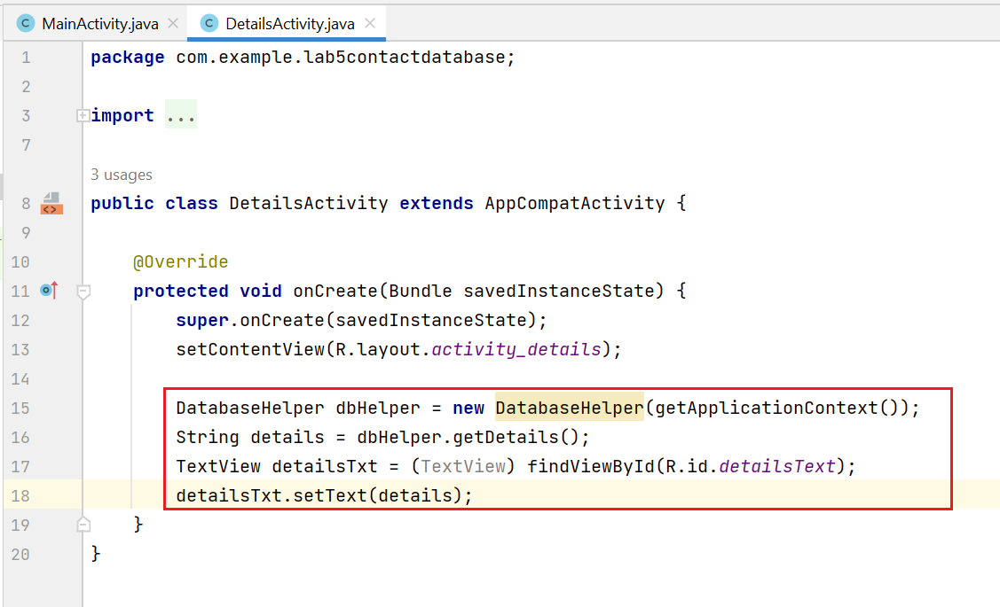 MainActivity.java
DetailsActivity.java
1 package com.example.lab5contactdatabase;
2
3 import ...
7
3 usages
8 public class DetailsActivity extends AppCompatActivity {
9
10 @Override
11 protected void onCreate(Bundle savedInstanceState) {
12 super.onCreate(savedInstanceState);
13 setContentView(R.layout.activity_details);
14
15 DatabaseHelper dbHelper = new DatabaseHelper(getApplicationContext());
16 String details = dbHelper.getDetails();
17 TextView detailsTxt = (TextView) findViewById(R.id.detailsText);
18 detailsTxt.setText(details);
19 }
20 }